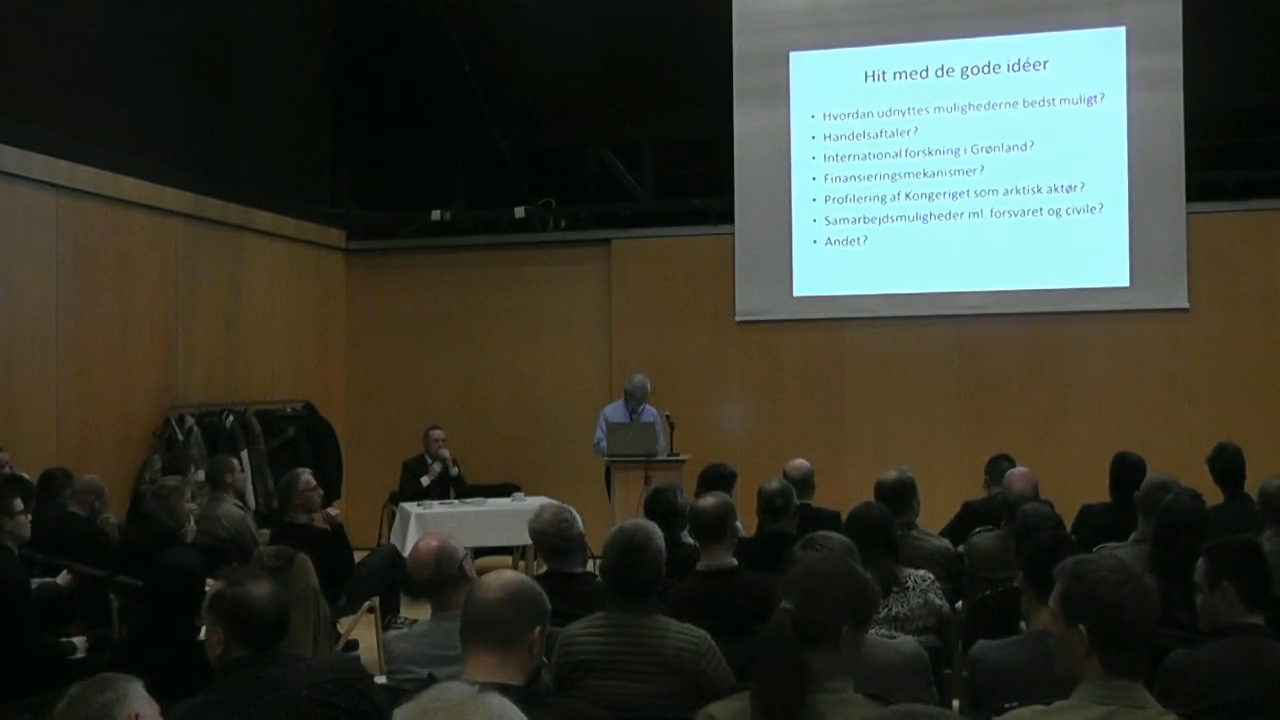 Hit med de gode idéer
• Hvordan udnyttes mulighederne bedst muligt?
• Handelsaftaler?
• International forskning i Grønland?
• Finansieringsmekanismer?
• Profilering af Kongeriget som arktisk aktør?
• Samarbejdsmuligheder ml. forsvaret og civile?
• Andet?